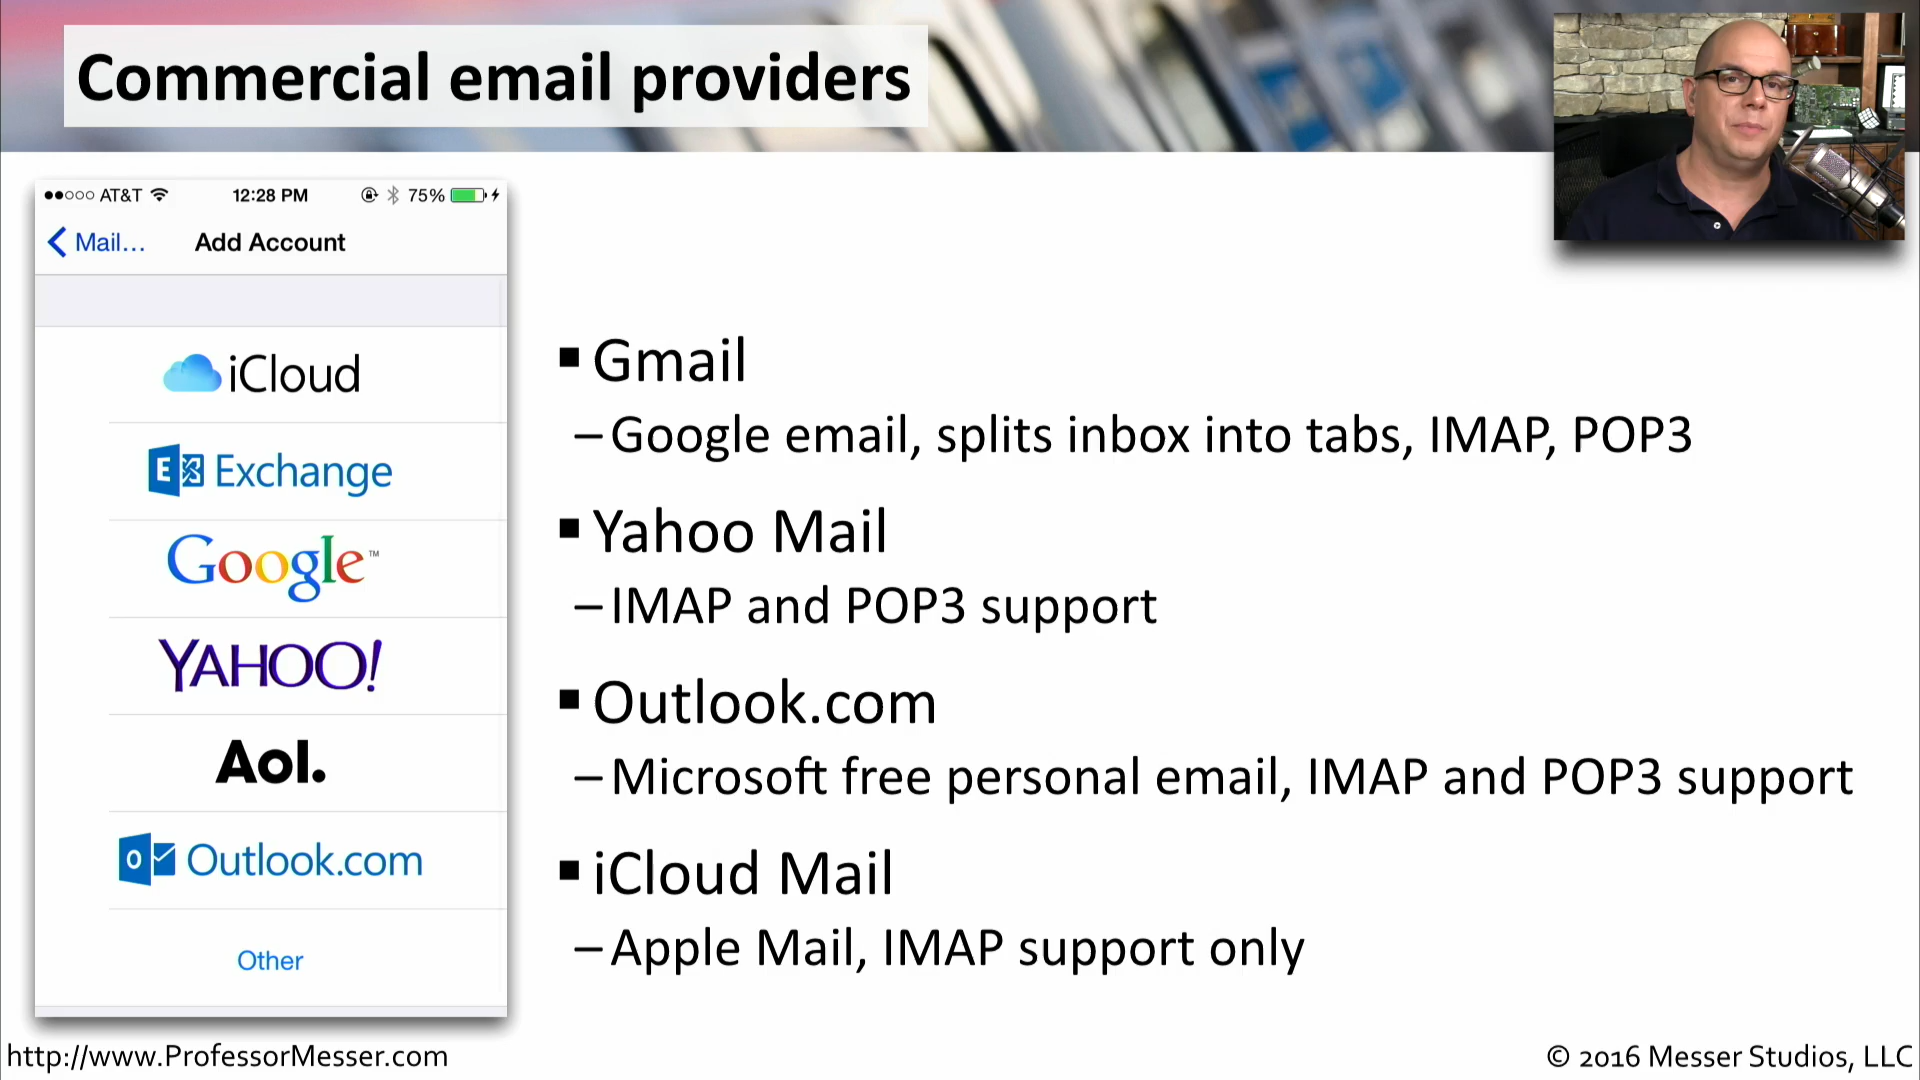 Commercial email providers
●●○○○ AT&T 12:28 PM 75%
Mail... Add Account
iCloud
Exchange
Google™
YAHOO!
Aol.
Outlook.com
Other
▪ Gmail
–Google email, splits inbox into tabs, IMAP, POP3
▪ Yahoo Mail
–IMAP and POP3 support
▪ Outlook.com
–Microsoft free personal email, IMAP and POP3 support
▪ iCloud Mail
–Apple Mail, IMAP support only
http://www.ProfessorMesser.com
© 2016 Messer Studios, LLC